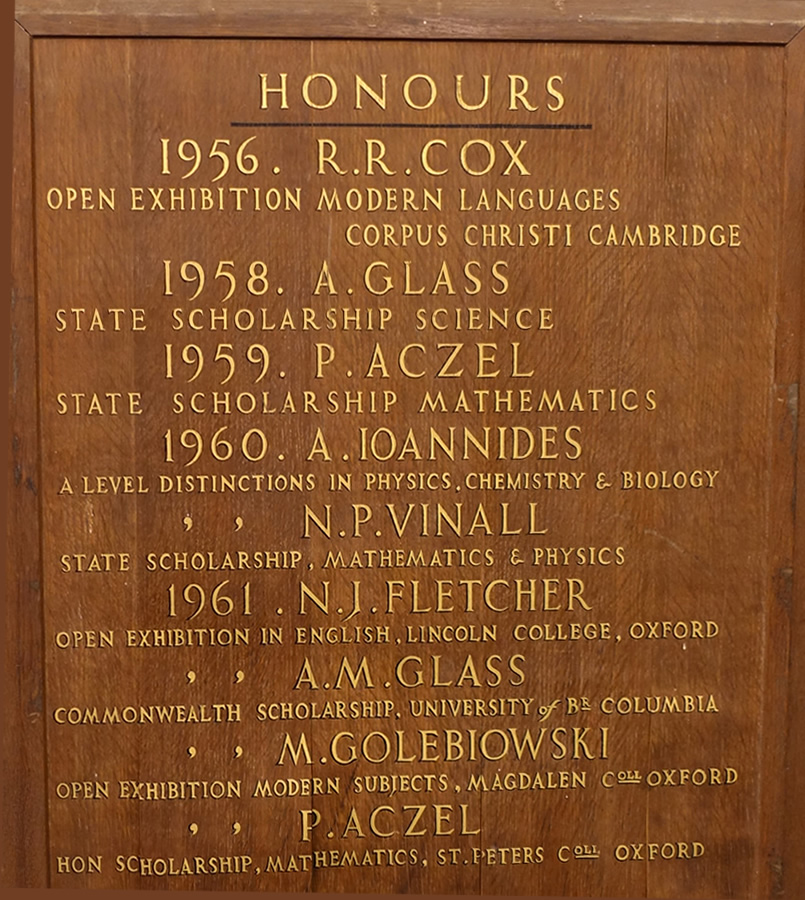 HONOURS
1956. R.R.COX
OPEN EXHIBITION MODERN LANGUAGES
CORPUS CHRISTI CAMBRIDGE
1958. A.GLASS
STATE SCHOLARSHIP SCIENCE
1959. P.ACZEL
STATE SCHOLARSHIP MATHEMATICS
1960. A.IOANNIDES
A LEVEL DISTINCTIONS IN PHYSICS,CHEMISTRY & BIOLOGY
, , N.P.VINALL
STATE SCHOLARSHIP, MATHEMATICS & PHYSICS
1961 . N.J.FLETCHER
OPEN EXHIBITION IN ENGLISH, LINCOLN COLLEGE, OXFORD
, , A.M.GLASS
COMMONWEALTH SCHOLARSHIP, UNIVERSITY of BR COLUMBIA
, , M.GOLEBIOWSKI
OPEN EXHIBITION MODERN SUBJECTS, MAGDALEN COLL OXFORD
, , P.ACZEL
HON SCHOLARSHIP, MATHEMATICS, ST.PETERS COLL OXFORD